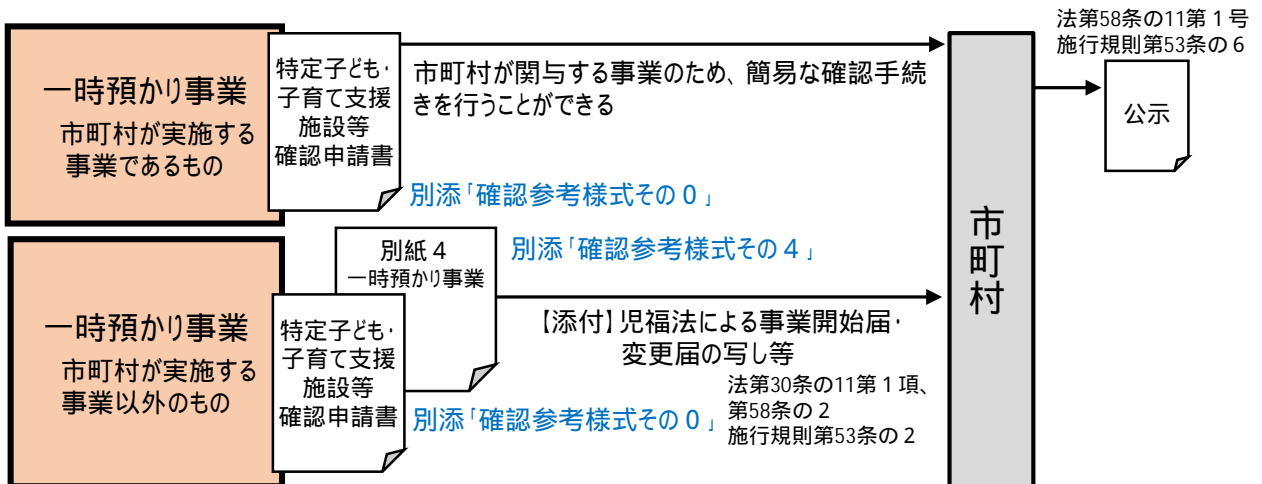 一時預かり事業
市町村が実施する
事業であるもの
特定子ども・
子育て支援
施設等
確認申請書
市町村が関与する事業のため、簡易な確認手続
きを行うことができる
別添「確認参考様式その０」
一時預かり事業
市町村が実施する
事業以外のもの
別紙４
一時預かり事業
特定子ども・
子育て支援
施設等
確認申請書
別添「確認参考様式その４」
【添付】児福法による事業開始届・
変更届の写し等
法第30条の11第１項、
第58条の２
施行規則第53条の２
別添「確認参考様式その０」
市町村
法第58条の11第１号
施行規則第53条の６
公示